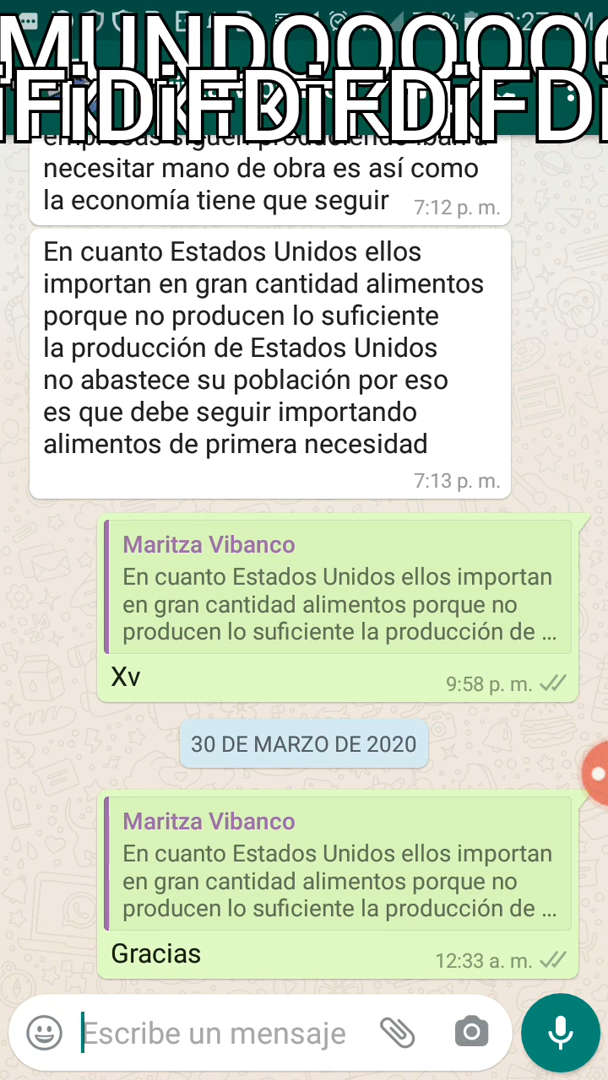 MUNDOOOOOO
FiDiFDiFDiFDi
necesitar mano de obra es así como
la economía tiene que seguir
7:12 p. m.
En cuanto Estados Unidos ellos
importan en gran cantidad alimentos
porque no producen lo suficiente
la producción de Estados Unidos
no abastece su población por eso
es que debe seguir importando
alimentos de primera necesidad
7:13 p. m.
Maritza Vibanco
En cuanto Estados Unidos ellos importan
en gran cantidad alimentos porque no
producen lo suficiente la producción de ...
Xv
9:58 p. m.
30 DE MARZO DE 2020
Maritza Vibanco
En cuanto Estados Unidos ellos importan
en gran cantidad alimentos porque no
producen lo suficiente la producción de ...
Gracias
12:33 a. m.
Escribe un mensaje